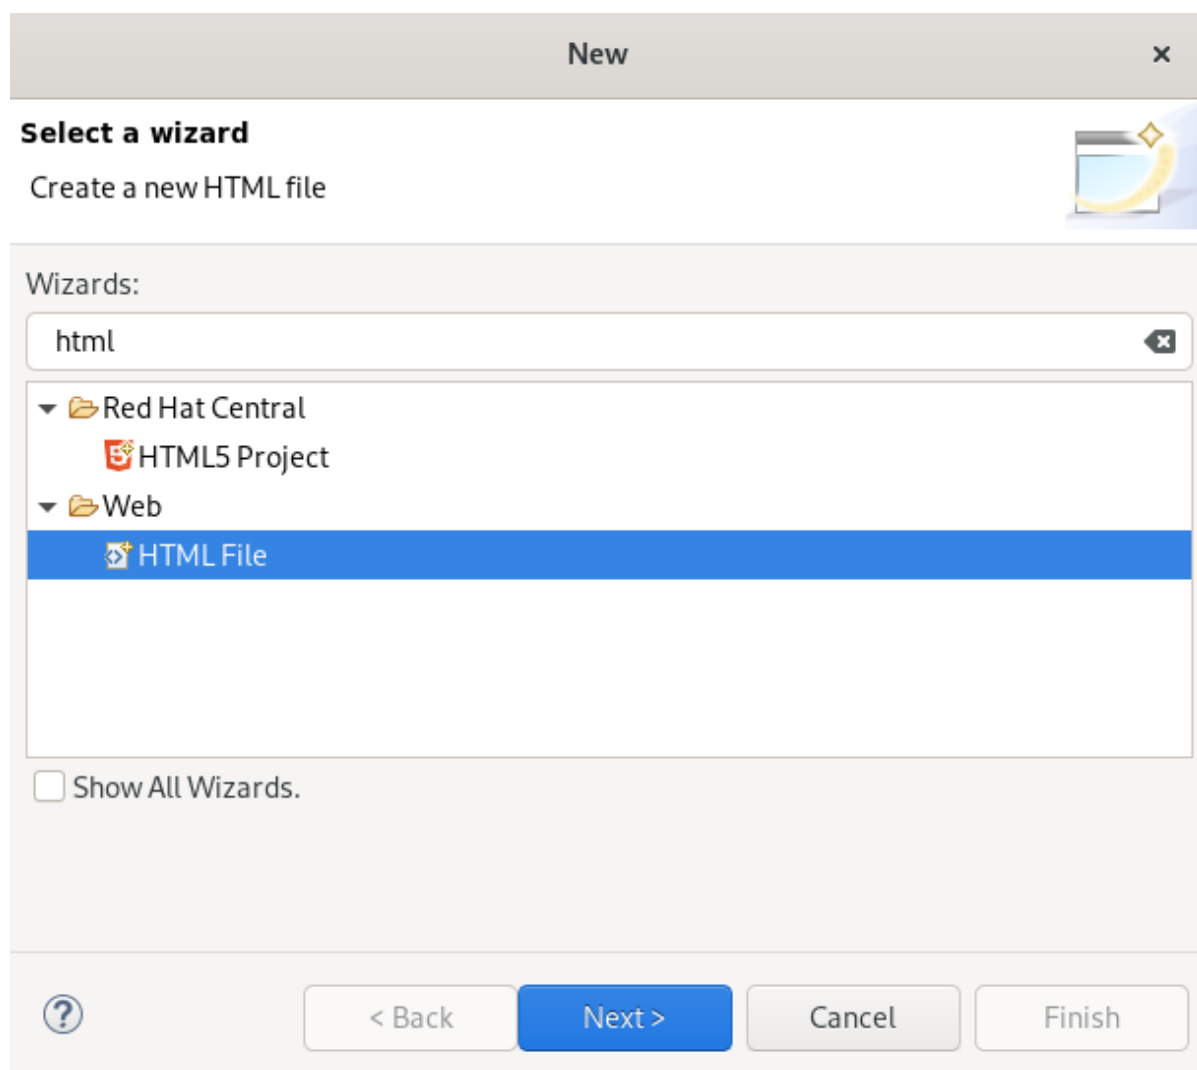 New
Select a wizard
Create a new HTML file
Wizards:
html
Red Hat Central
HTML5 Project
Web
HTML File
Show All Wizards.
< Back Next > Cancel Finish